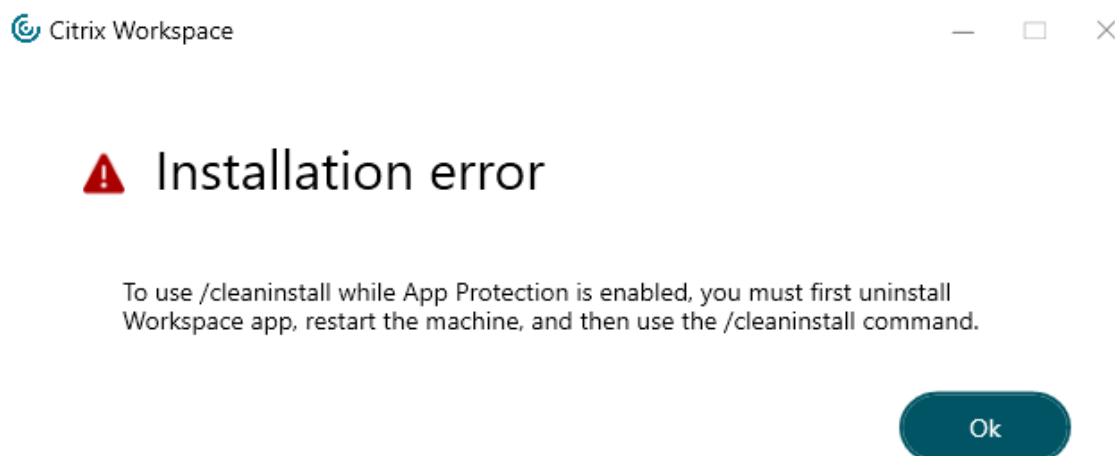 Citrix Workspace
Installation error
To use /cleaninstall while App Protection is enabled, you must first uninstall
Workspace app, restart the machine, and then use the /cleaninstall command.
Ok